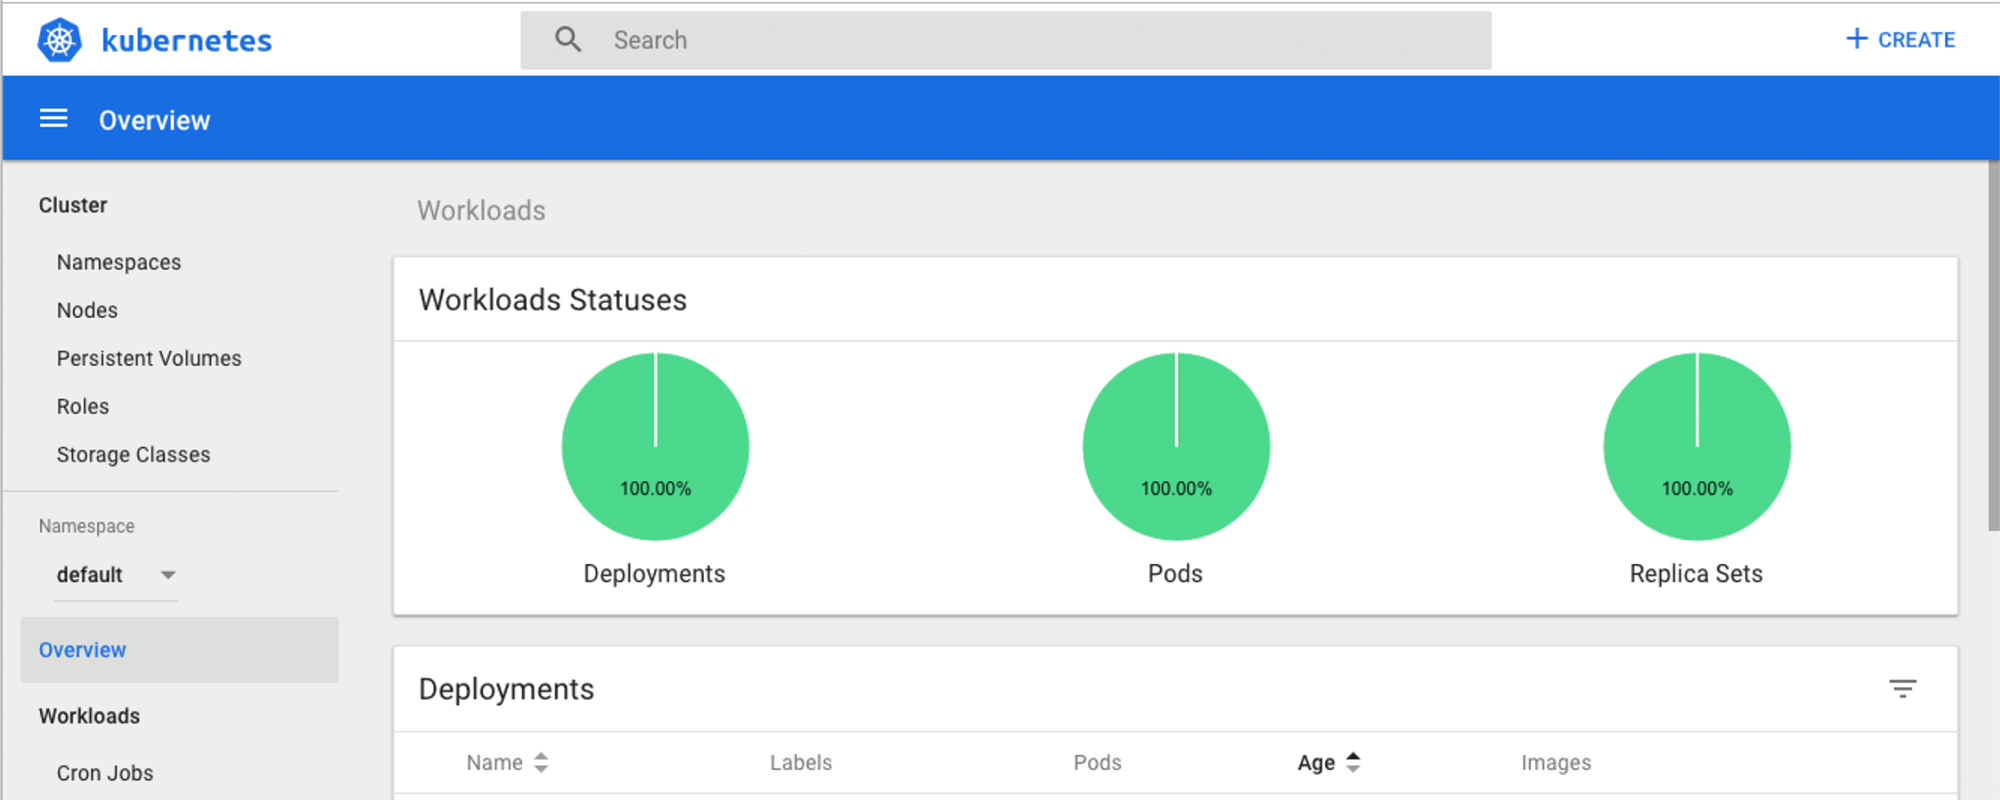 kubernetes
Search
+ CREATE
Overview
Cluster
Namespaces
Nodes
Persistent Volumes
Roles
Storage Classes
Namespace
default
Overview
Workloads
Cron Jobs
Workloads
Workloads Statuses
100.00%
Deployments
100.00%
Pods
100.00%
Replica Sets
Deployments
Name Labels Pods Age Images